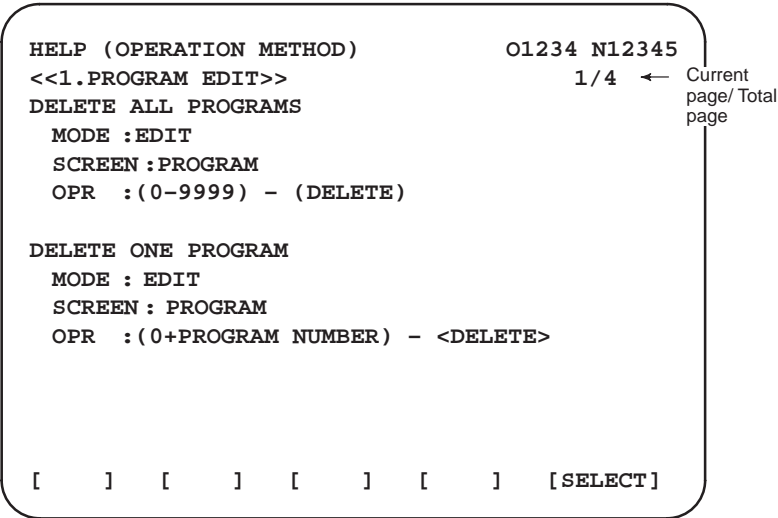 HELP (OPERATION METHOD) O1234 N12345
<<1.PROGRAM EDIT>> 1/4 ← Current page/ Total page
DELETE ALL PROGRAMS
MODE :EDIT
SCREEN :PROGRAM
OPR :(0–9999) – (DELETE)
DELETE ONE PROGRAM
MODE : EDIT
SCREEN : PROGRAM
OPR :(0+PROGRAM NUMBER) – <DELETE>
[ ] [ ] [ ] [ ] [SELECT]